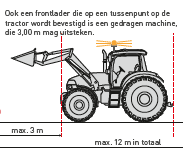 Ook een frontlader die op een tussenpunt op de
tractor wordt bevestigd is een gedragen machine,
die 3,00 m mag uitsteken.
max. 3 m
max. 12 m in totaal